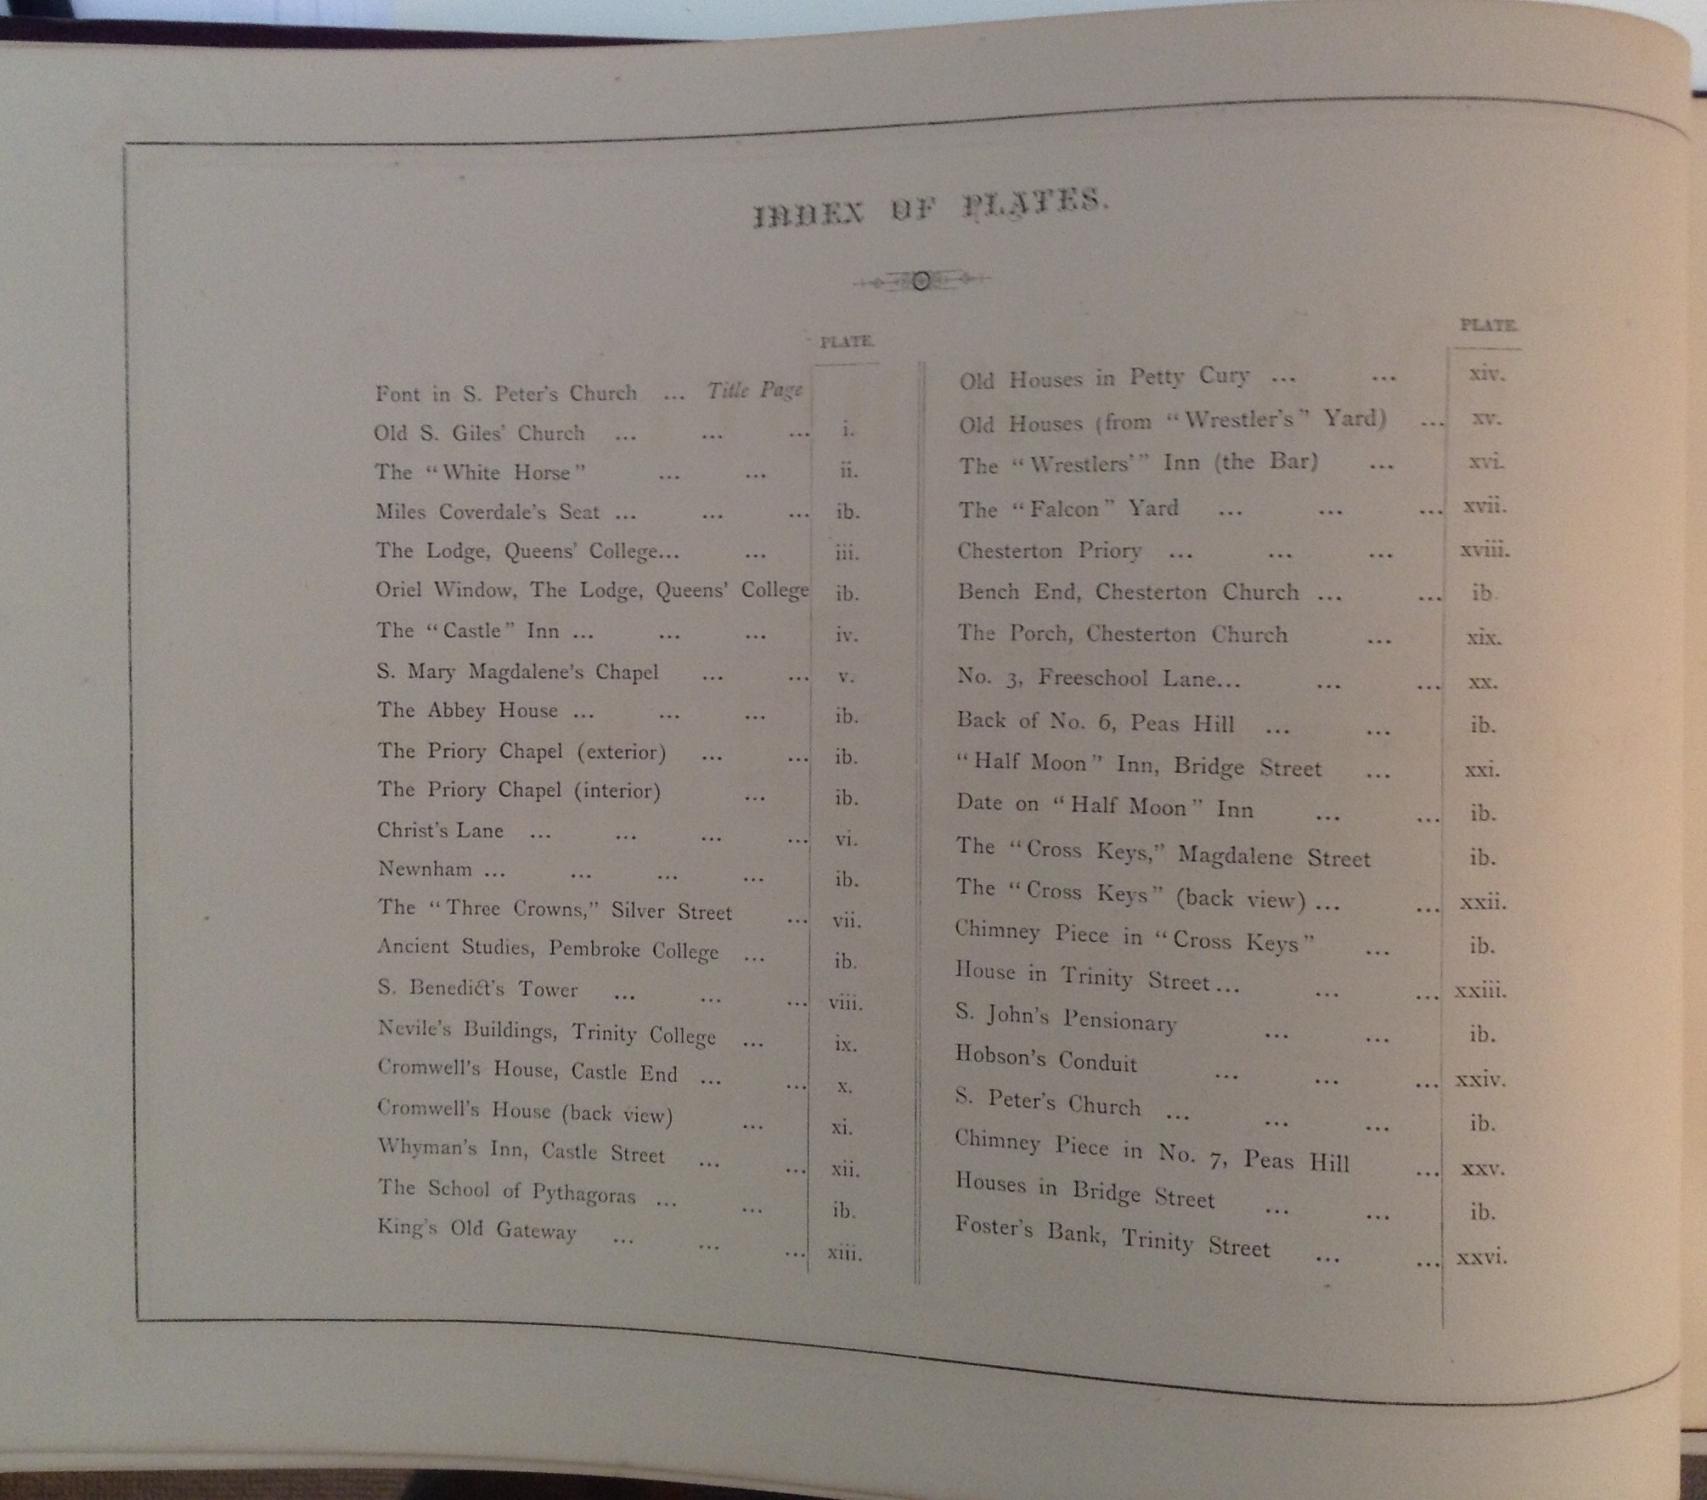 INDEX OF PLATES.
PLATE.
Font in S. Peter's Church ... Title Page
Old S. Giles' Church ... ... ... i.
The "White Horse" ... ... ii.
Miles Coverdale's Seat ... ... ... ib.
The Lodge, Queens' College... ... iii.
Oriel Window, The Lodge, Queens' College ib.
The "Castle" Inn ... ... ... iv.
S. Mary Magdalene's Chapel ... ... v.
The Abbey House ... ... ... ib.
The Priory Chapel (exterior) ... ... ib.
The Priory Chapel (interior) ... ib.
Christ's Lane ... ... ... ... vi.
Newnham ... ... ... ... ib.
The "Three Crowns," Silver Street ... vii.
Ancient Studies, Pembroke College ... ib.
S. Benedict's Tower ... ... ... viii.
Nevile's Buildings, Trinity College ... ix.
Cromwell's House, Castle End ... ... x.
Cromwell's House (back view) ... xi.
Whyman's Inn, Castle Street ... ... xii.
The School of Pythagoras ... ... ib.
King's Old Gateway ... ... ... xiii.
PLATE.
Old Houses in Petty Cury ... ... xiv.
Old Houses (from "Wrestler's" Yard) ... xv.
The "Wrestlers'" Inn (the Bar) ... xvi.
The "Falcon" Yard ... ... ... xvii.
Chesterton Priory ... ... ... xviii.
Bench End, Chesterton Church ... ... ib.
The Porch, Chesterton Church ... xix.
No. 3, Freeschool Lane... ... ... xx.
Back of No. 6, Peas Hill ... ... ib.
"Half Moon" Inn, Bridge Street ... xxi.
Date on "Half Moon" Inn ... ... ib.
The "Cross Keys," Magdalene Street ib.
The "Cross Keys" (back view) ... ... xxii.
Chimney Piece in "Cross Keys" ... ib.
House in Trinity Street... ... ... xxiii.
S. John's Pensionary ... ... ib.
Hobson's Conduit ... ... ... xxiv.
S. Peter's Church ... ... ... ib.
Chimney Piece in No. 7, Peas Hill ... xxv.
Houses in Bridge Street ... ... ib.
Foster's Bank, Trinity Street ... ... xxvi.